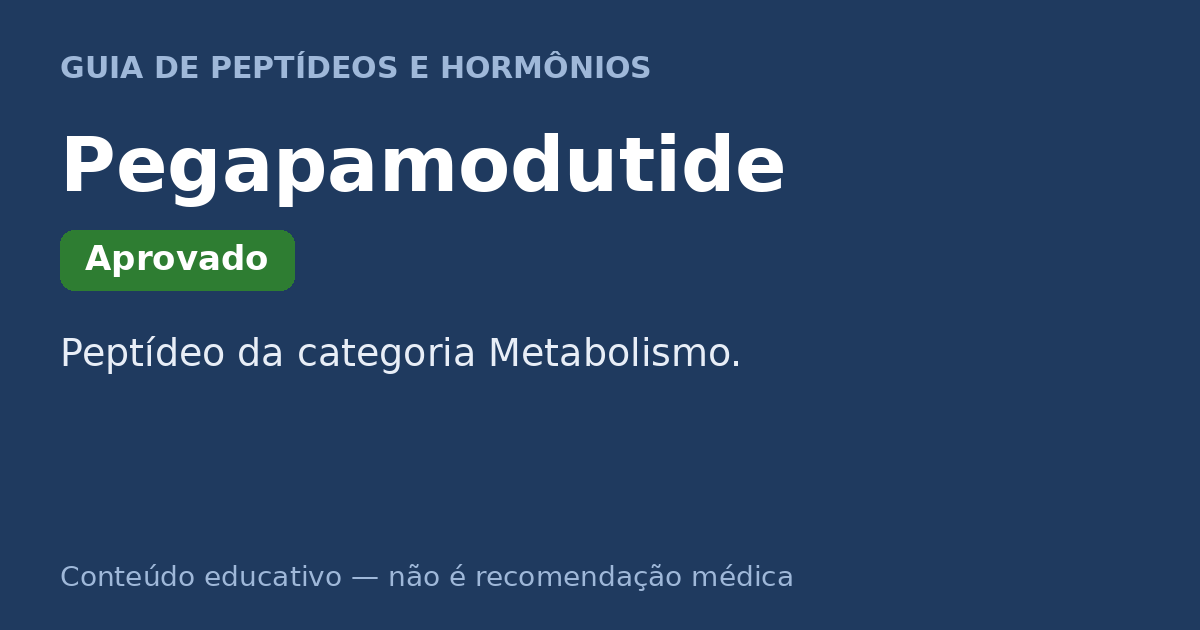 GUIA DE PEPTÍDEOS E HORMÔNIOS
Pegapamodutide
Aprovado
Peptídeo da categoria Metabolismo.
Conteúdo educativo — não é recomendação médica